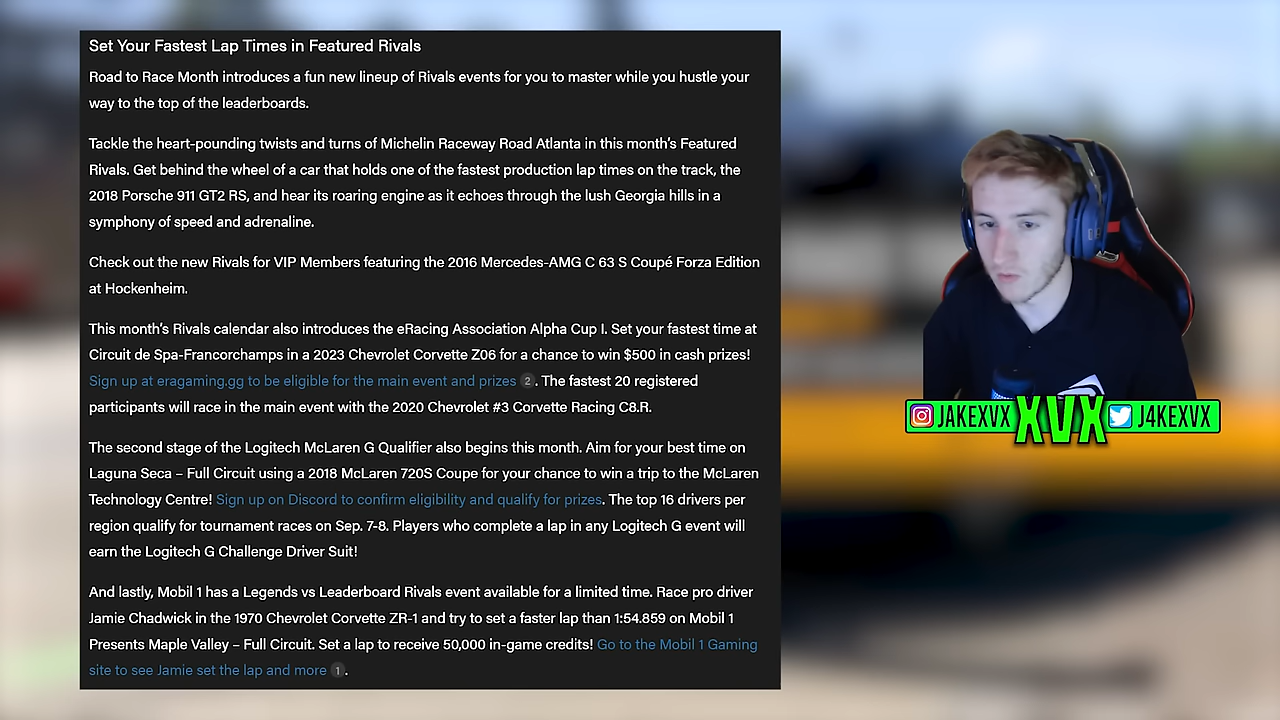 Set Your Fastest Lap Times in Featured Rivals
Road to Race Month introduces a fun new lineup of Rivals events for you to master while you hustle your
way to the top of the leaderboards.
Tackle the heart-pounding twists and turns of Michelin Raceway Road Atlanta in this month's Featured
Rivals. Get behind the wheel of a car that holds one of the fastest production lap times on the track, the
2018 Porsche 911 GT2 RS, and hear its roaring engine as it echoes through the lush Georgia hills in a
symphony of speed and adrenaline.
Check out the new Rivals for VIP Members featuring the 2016 Mercedes-AMG C 63 S Coupé Forza Edition
at Hockenheim.
This month's Rivals calendar also introduces the eRacing Association Alpha Cup I. Set your fastest time at
Circuit de Spa-Francorchamps in a 2023 Chevrolet Corvette Z06 for a chance to win $500 in cash prizes!
Sign up at eragaming.gg to be eligible for the main event and prizes 2. The fastest 20 registered
participants will race in the main event with the 2020 Chevrolet #3 Corvette Racing C8.R.
The second stage of the Logitech McLaren G Qualifier also begins this month. Aim for your best time on
Laguna Seca – Full Circuit using a 2018 McLaren 720S Coupe for your chance to win a trip to the McLaren
Technology Centre! Sign up on Discord to confirm eligibility and qualify for prizes. The top 16 drivers per
region qualify for tournament races on Sep. 7-8. Players who complete a lap in any Logitech G event will
earn the Logitech G Challenge Driver Suit!
And lastly, Mobil 1 has a Legends vs Leaderboard Rivals event available for a limited time. Race pro driver
Jamie Chadwick in the 1970 Chevrolet Corvette ZR-1 and try to set a faster lap than 1:54.859 on Mobil 1
Presents Maple Valley – Full Circuit. Set a lap to receive 50,000 in-game credits! Go to the Mobil 1 Gaming
site to see Jamie set the lap and more 1.
JAKEXVX XVX J4KEXVX